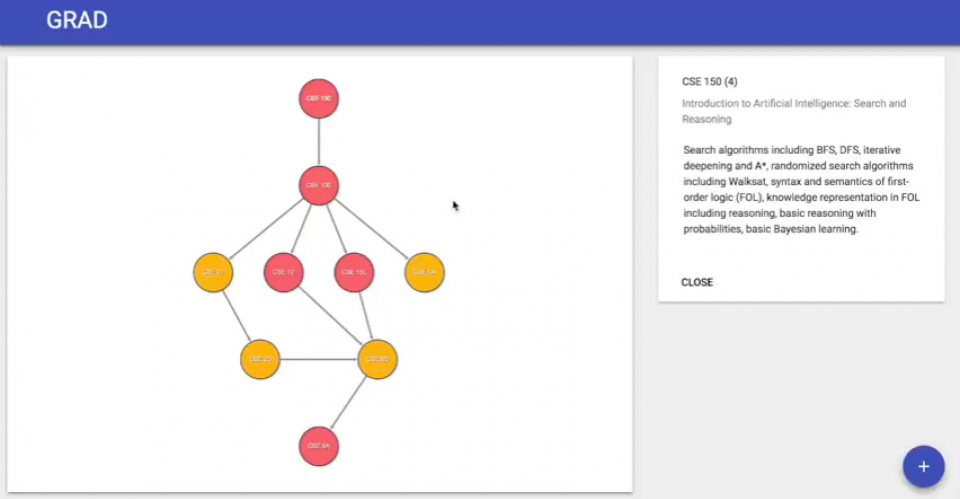 GRAD
CSE 150 (4)
Introduction to Artificial Intelligence: Search and
Reasoning
Search algorithms including BFS, DFS, iterative
deepening and A*, randomized search algorithms
including Walksat, syntax and semantics of first-
order logic (FOL), knowledge representation in FOL
including reasoning, basic reasoning with
probabilities, basic Bayesian learning.
CLOSE
+
CSE 150
CSE 100
CSE 21
CSE 12
CSE 15L
CSE
CSE 20
CSE
CSE 8A